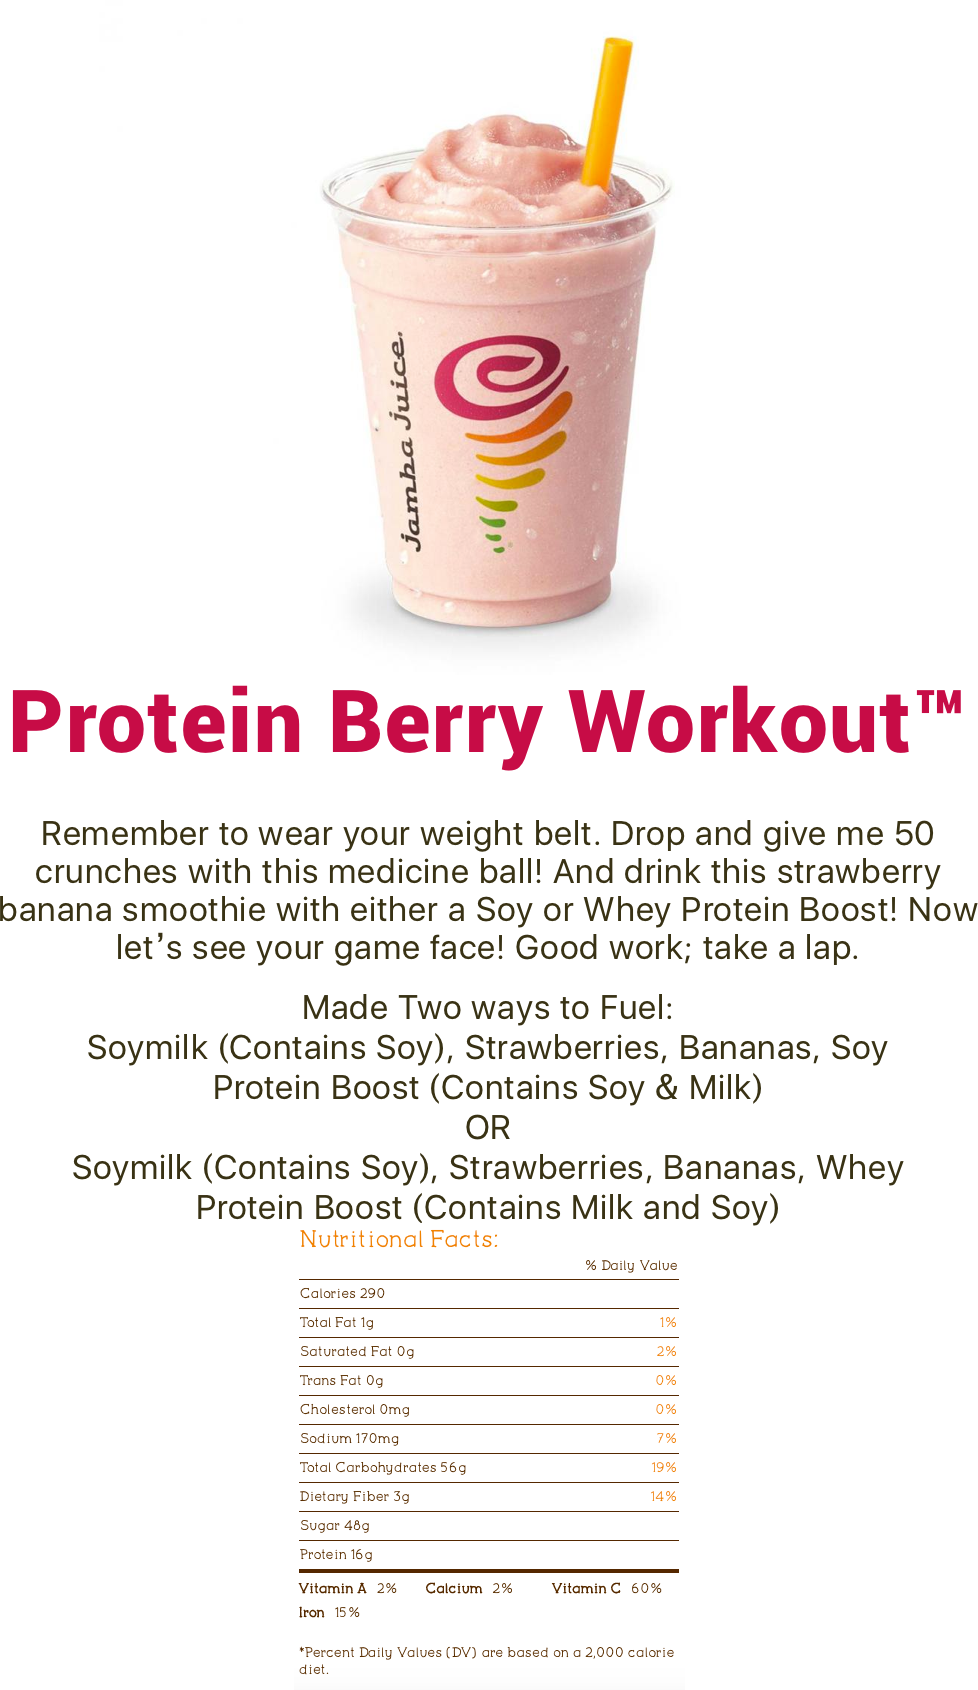 jamba juice.
Protein Berry Workout™
Remember to wear your weight belt. Drop and give me 50
crunches with this medicine ball! And drink this strawberry
banana smoothie with either a Soy or Whey Protein Boost! Now
let’s see your game face! Good work; take a lap.
Made Two ways to Fuel:
Soymilk (Contains Soy), Strawberries, Bananas, Soy
Protein Boost (Contains Soy & Milk)
OR
Soymilk (Contains Soy), Strawberries, Bananas, Whey
Protein Boost (Contains Milk and Soy)
Nutritional Facts:
% Daily Value
Calories 290
Total Fat 1g 1%
Saturated Fat 0g 2%
Trans Fat 0g 0%
Cholesterol 0mg 0%
Sodium 170mg 7%
Total Carbohydrates 56g 19%
Dietary Fiber 3g 14%
Sugar 48g
Protein 16g
Vitamin A 2% Calcium 2% Vitamin C 60%
Iron 15%
*Percent Daily Values (DV) are based on a 2,000 calorie
diet.